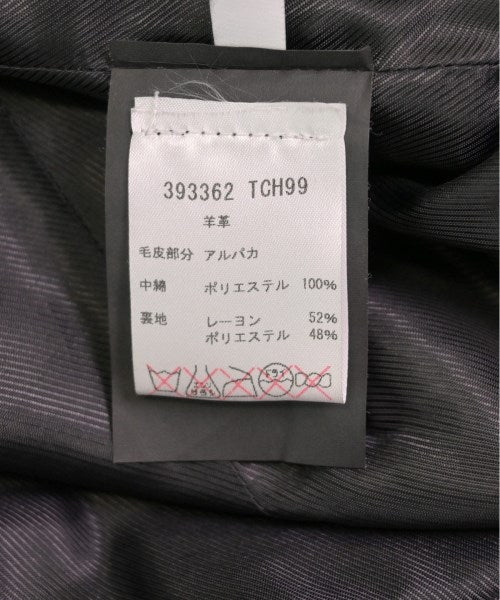 393362 TCH99
羊革
毛皮部分 アルパカ
中綿 ポリエステル 100%
裏地 レーヨン 52%
ポリエステル 48%